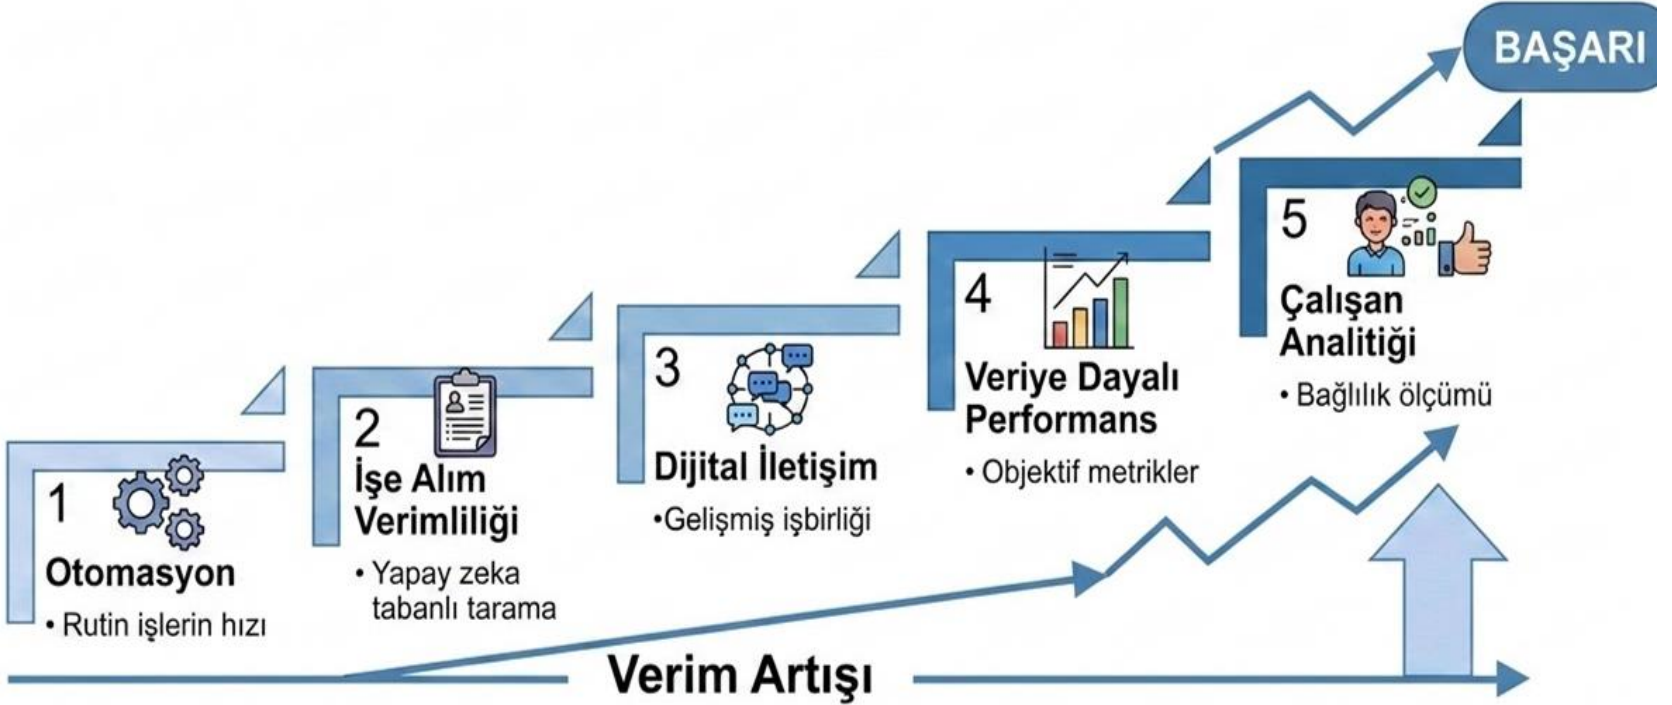 BAŞARI
1
Otomasyon
• Rutin işlerin hızı
2
İşe Alım
Verimliliği
• Yapay zeka
tabanlı tarama
3
Dijital İletişim
•Gelişmiş işbirliği
4
Veriye Dayalı
Performans
• Objektif metrikler
5
Çalışan
Analitiği
• Bağlılık ölçümü
Verim Artışı